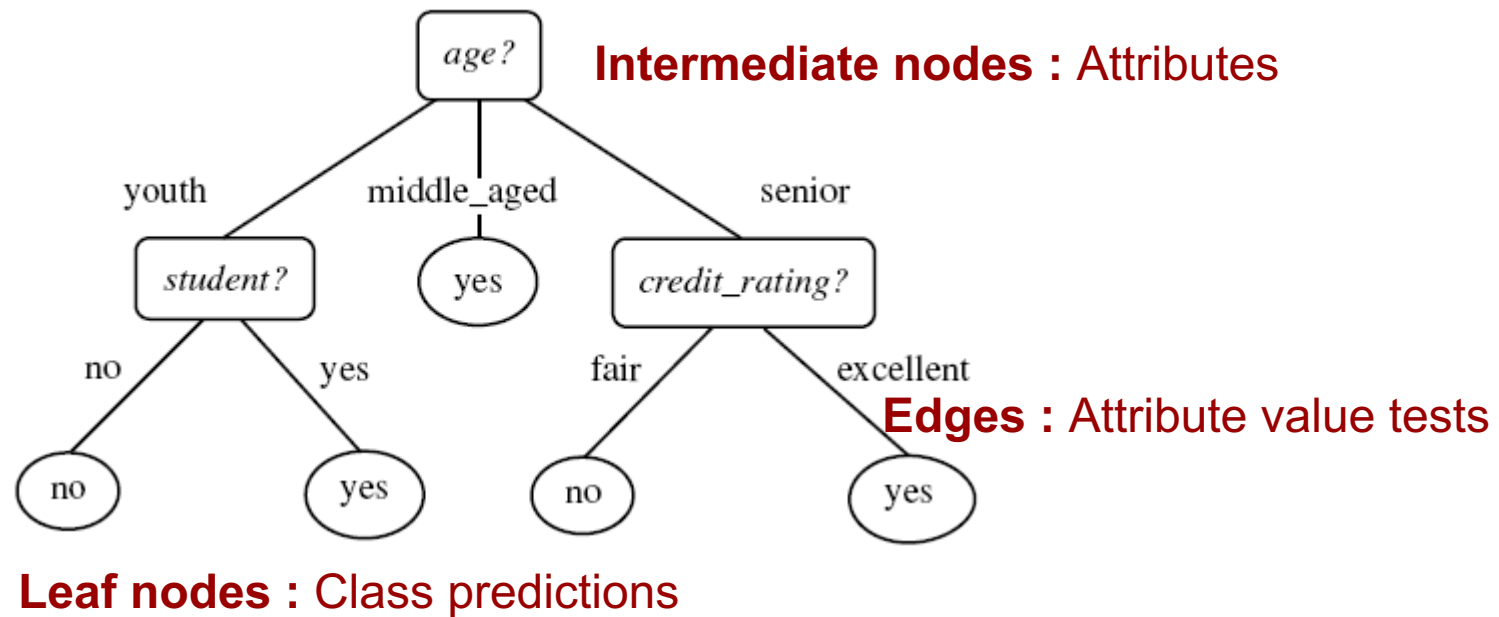 age?
Intermediate nodes : Attributes
youth
middle_aged
senior
student?
yes
credit_rating?
no
yes
fair
excellent
Edges : Attribute value tests
no
yes
no
yes
Leaf nodes : Class predictions